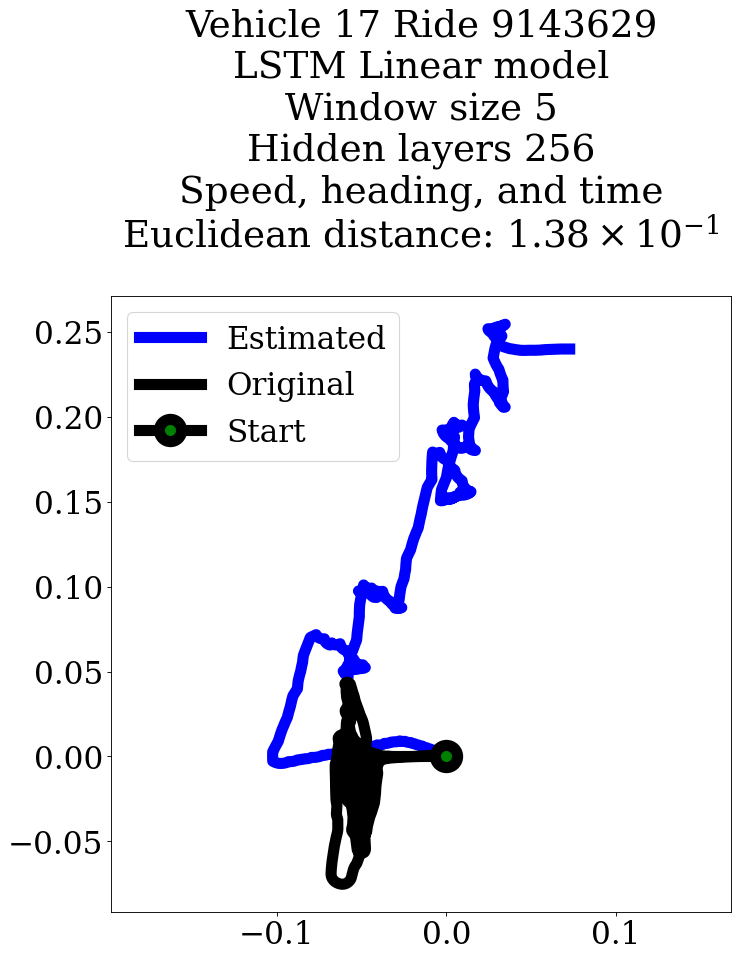 Vehicle 17 Ride 9143629
LSTM Linear model
Window size 5
Hidden layers 256
Speed, heading, and time
Euclidean distance: 1.38 × 10⁻¹
Estimated
Original
Start
0.25
0.20
0.15
0.10
0.05
0.00
−0.05
−0.1
0.0
0.1